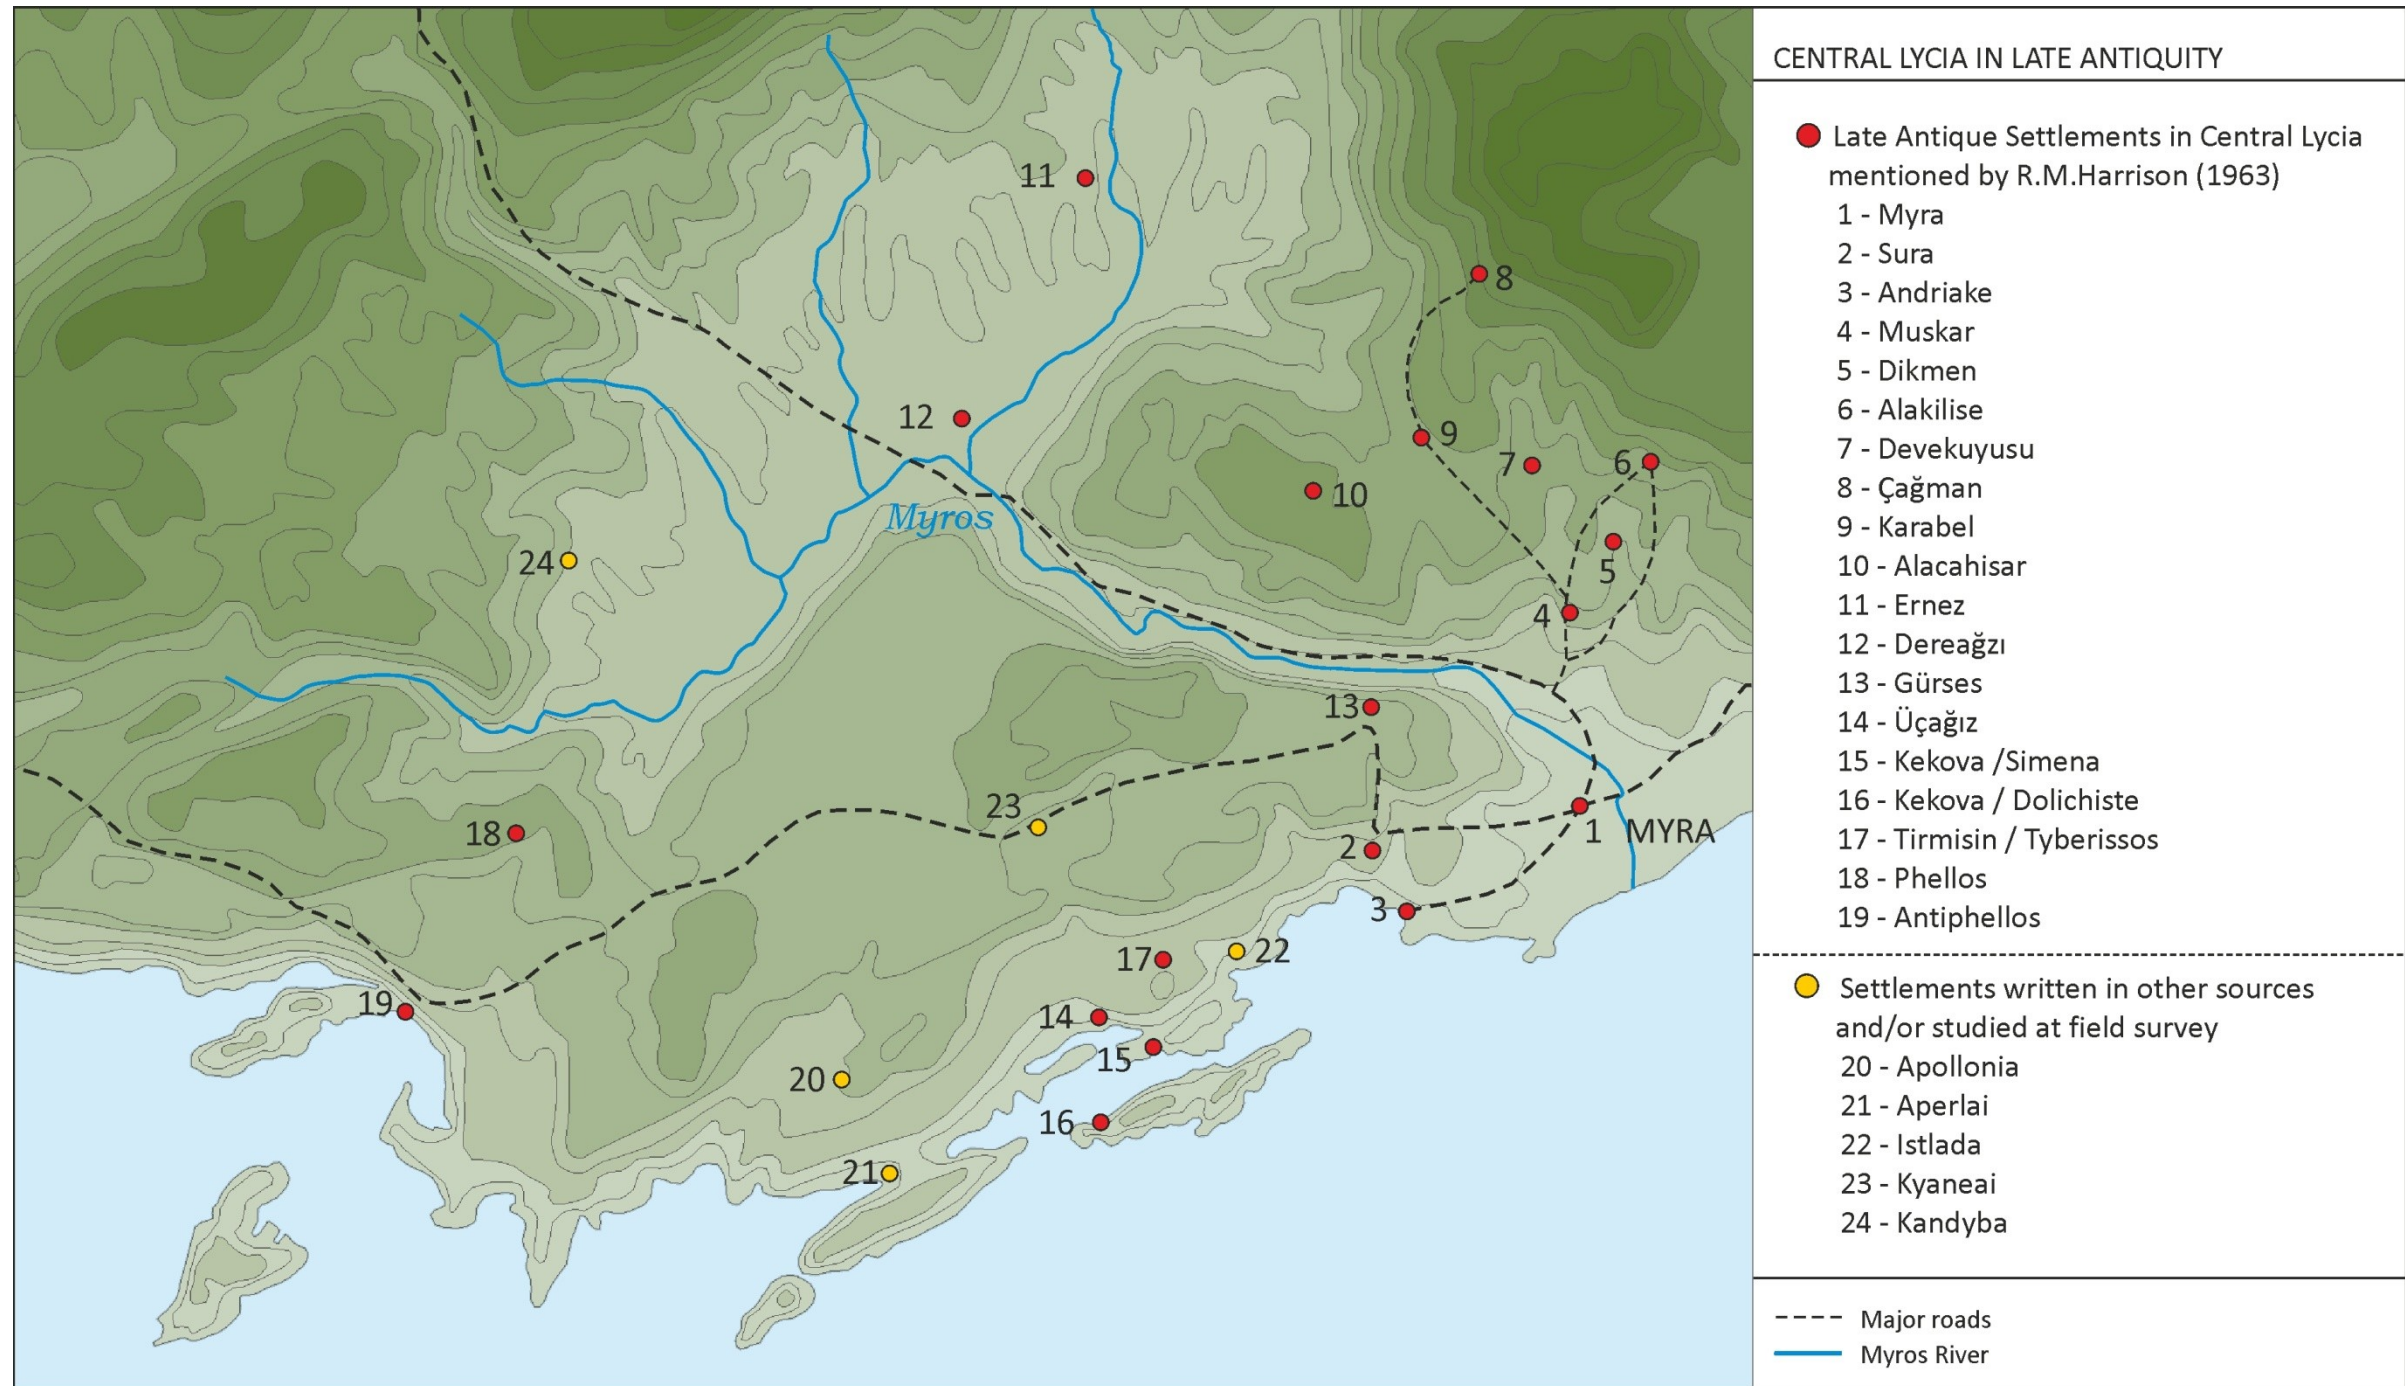 11
8
12
9
7
6
10
Myros
24
5
4
13
23
18
2
1 MYRA
3
17
22
19
14
15
20
16
21
CENTRAL LYCIA IN LATE ANTIQUITY
Late Antique Settlements in Central Lycia
mentioned by R.M.Harrison (1963)
1 - Myra
2 - Sura
3 - Andriake
4 - Muskar
5 - Dikmen
6 - Alakilise
7 - Devekuyusu
8 - Çağman
9 - Karabel
10 - Alacahisar
11 - Ernez
12 - Dereağzı
13 - Gürses
14 - Üçağız
15 - Kekova /Simena
16 - Kekova / Dolichiste
17 - Tirmisin / Tyberissos
18 - Phellos
19 - Antiphellos
Settlements written in other sources
and/or studied at field survey
20 - Apollonia
21 - Aperlai
22 - Istlada
23 - Kyaneai
24 - Kandyba
Major roads
Myros River